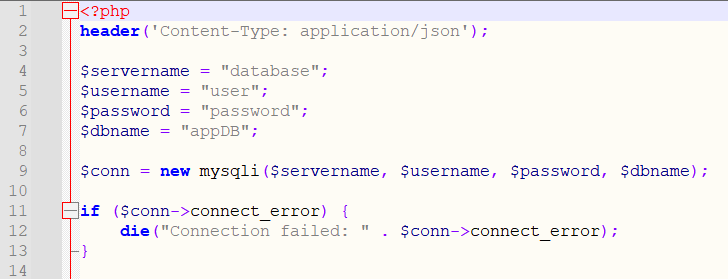 1 <?php
2 header('Content-Type: application/json');
3
4 $servername = "database";
5 $username = "user";
6 $password = "password";
7 $dbname = "appDB";
8
9 $conn = new mysqli($servername, $username, $password, $dbname);
10
11 if ($conn->connect_error) {
12     die("Connection failed: " . $conn->connect_error);
13 }
14